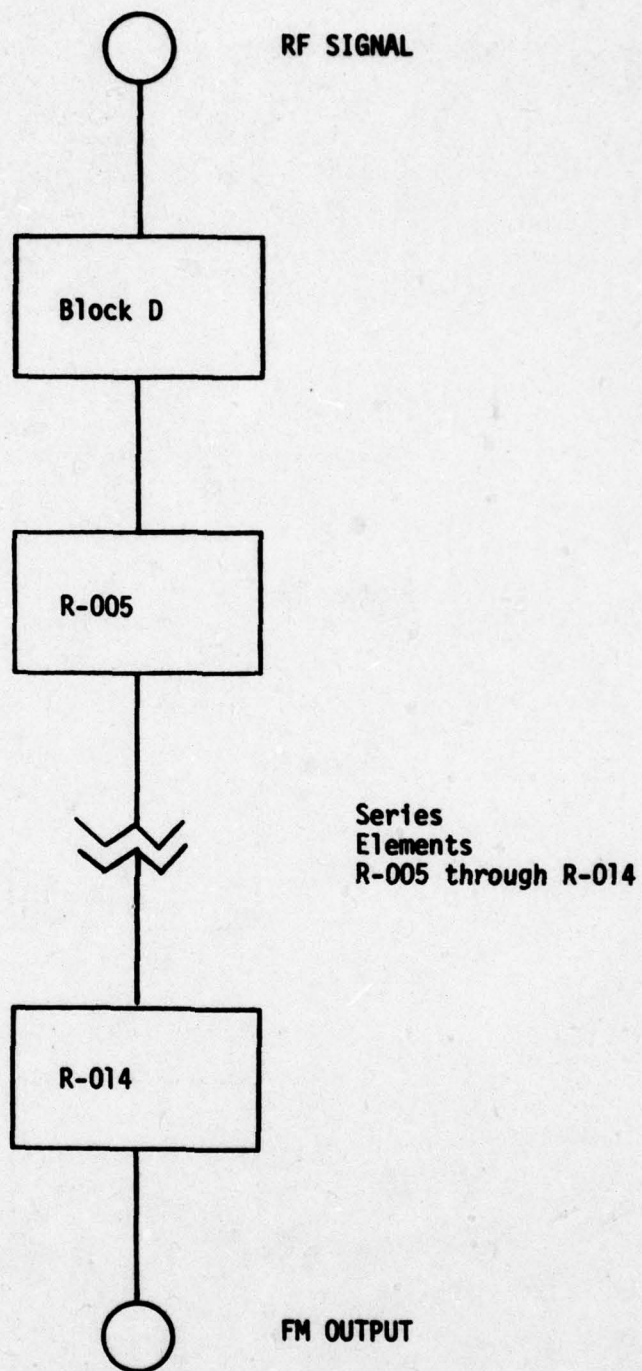 RF SIGNAL
Block D
R-005
Series
Elements
R-005 through R-014
R-014
FM OUTPUT